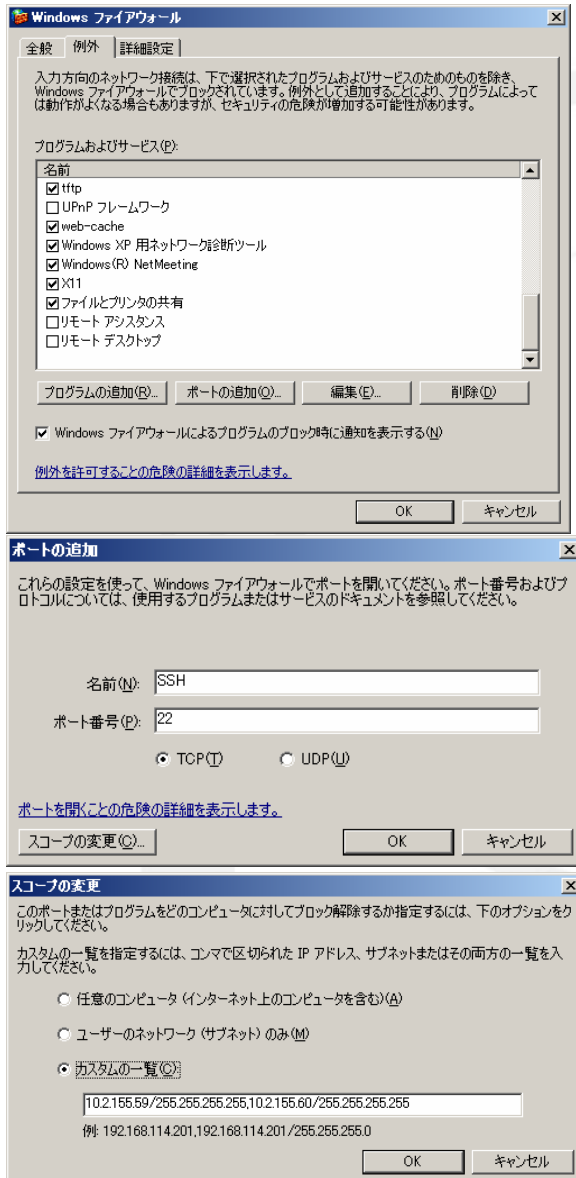 Windows ファイアウォール
全般 例外 詳細設定
入力方向のネットワーク接続は、下で選択されたプログラムおよびサービスのためのものを除き、
Windows ファイアウォールでブロックされています。例外として追加することにより、プログラムによって
は動作がよくなる場合もありますが、セキュリティの危険が増加する可能性があります。
プログラムおよびサービス(P):
名前
tftp
UPnP フレームワーク
web-cache
Windows XP 用ネットワーク診断ツール
Windows(R) NetMeeting
X11
ファイルとプリンタの共有
リモート アシスタンス
リモート デスクトップ
プログラムの追加(R)... ポートの追加(O)... 編集(E)... 削除(D)
Windows ファイアウォールによるプログラムのブロック時に通知を表示する(N)
例外を許可することの危険の詳細を表示します。
OK キャンセル
ポートの追加
これらの設定を使って、Windows ファイアウォールでポートを開いてください。ポート番号およびプ
ロトコルについては、使用するプログラムまたはサービスのドキュメントを参照してください。
名前(N): SSH
ポート番号(P): 22
TCP(T) UDP(U)
ポートを開くことの危険の詳細を表示します。
スコープの変更(C)... OK キャンセル
スコープの変更
このポートまたはプログラムをどのコンピュータに対してブロック解除するか指定するには、下のオプションをク
リックしてください。
カスタムの一覧を指定するには、コンマで区切られた IP アドレス、サブネットまたはその両方の一覧を入
力してください。
任意のコンピュータ (インターネット上のコンピュータを含む)(A)
ユーザーのネットワーク (サブネット) のみ(M)
カスタムの一覧(C):
10.2.155.59/255.255.255.255,10.2.155.60/255.255.255.255
例: 192.168.114.201,192.168.114.201/255.255.255.0
OK キャンセル